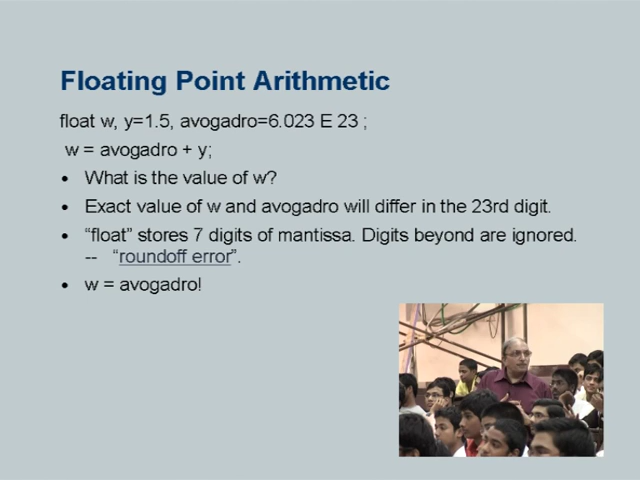 Floating Point Arithmetic
float w, y=1.5, avogadro=6.023 E 23 ;
w = avogadro + y;
• What is the value of w?
• Exact value of w and avogadro will differ in the 23rd digit.
• “float” stores 7 digits of mantissa. Digits beyond are ignored.
-- “roundoff error”.
• w = avogadro!